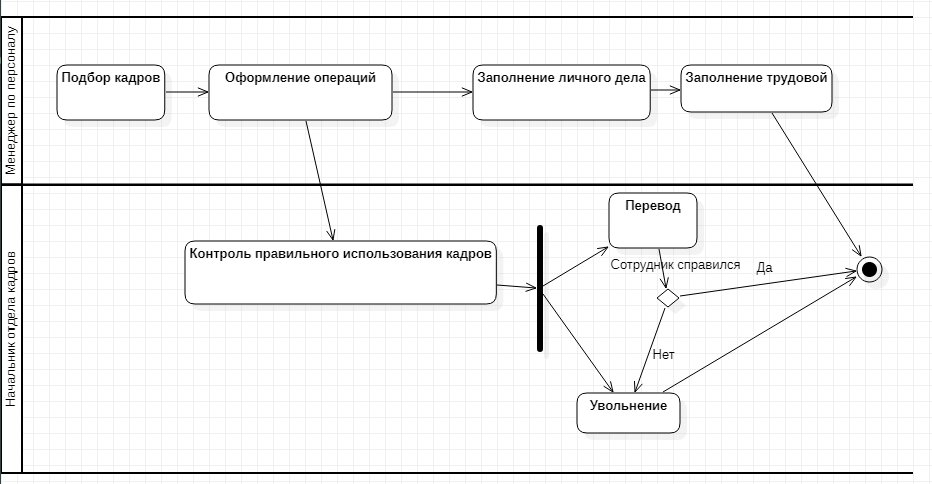 Менеджер по персоналу
Подбор кадров
Оформление операций
Заполнение личного дела
Заполнение трудовой
Начальник отдела кадров
Контроль правильного использования кадров
Перевод
Сотрудник справился
Да
Нет
Увольнение